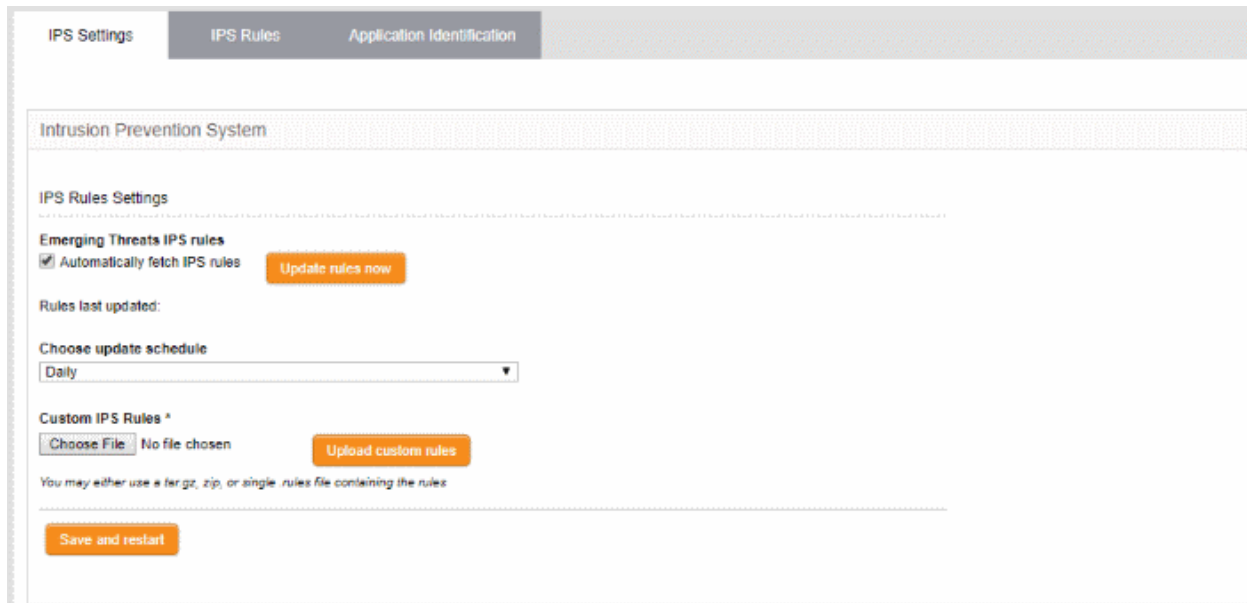 IPS Settings IPS Rules Application Identification
Intrusion Prevention System
IPS Rules Settings
Emerging Threats IPS rules
Automatically fetch IPS rules Update rules now
Rules last updated:
Choose update schedule
Daily
Custom IPS Rules *
Choose File No file chosen Upload custom rules
You may either use a tar.gz, zip, or single .rules file containing the rules
Save and restart